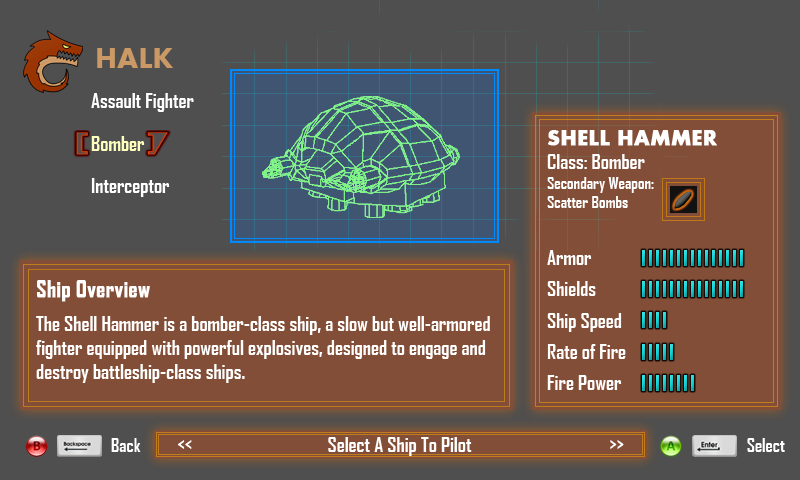 HALK
Assault Fighter
Bomber
Interceptor
SHELL HAMMER
Class: Bomber
Secondary Weapon:
Scatter Bombs
Armor
Shields
Ship Speed
Rate of Fire
Fire Power
Ship Overview
The Shell Hammer is a bomber-class ship, a slow but well-armored
fighter equipped with powerful explosives, designed to engage and
destroy battleship-class ships.
B Backspace Back
<< Select A Ship To Pilot >>
A Enter Select